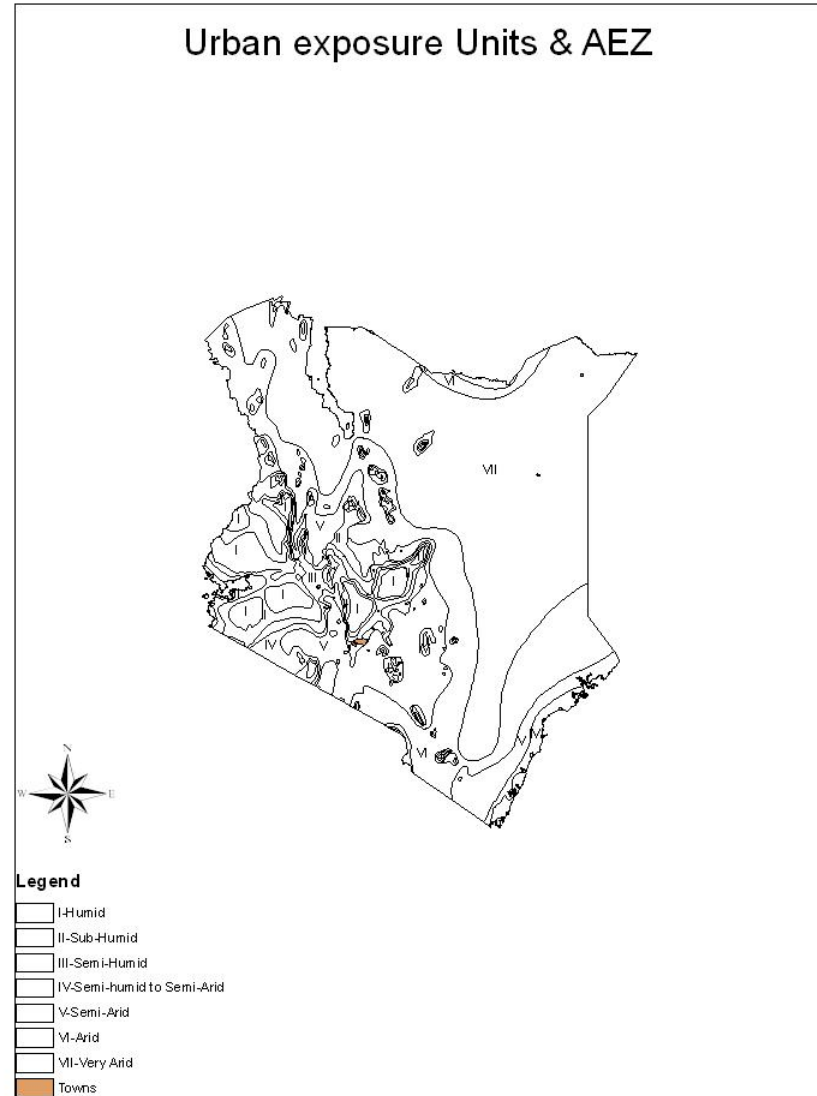 Urban exposure Units & AEZ
VI
VII
V
II
I
I
III
I
I
I
I
IV
V
VI
V
N
W
E
S
Legend
I-Humid
II-Sub-Humid
III-Semi-Humid
IV-Semi-humid to Semi-Arid
V-Semi-Arid
VI-Arid
VII-Very Arid
Towns